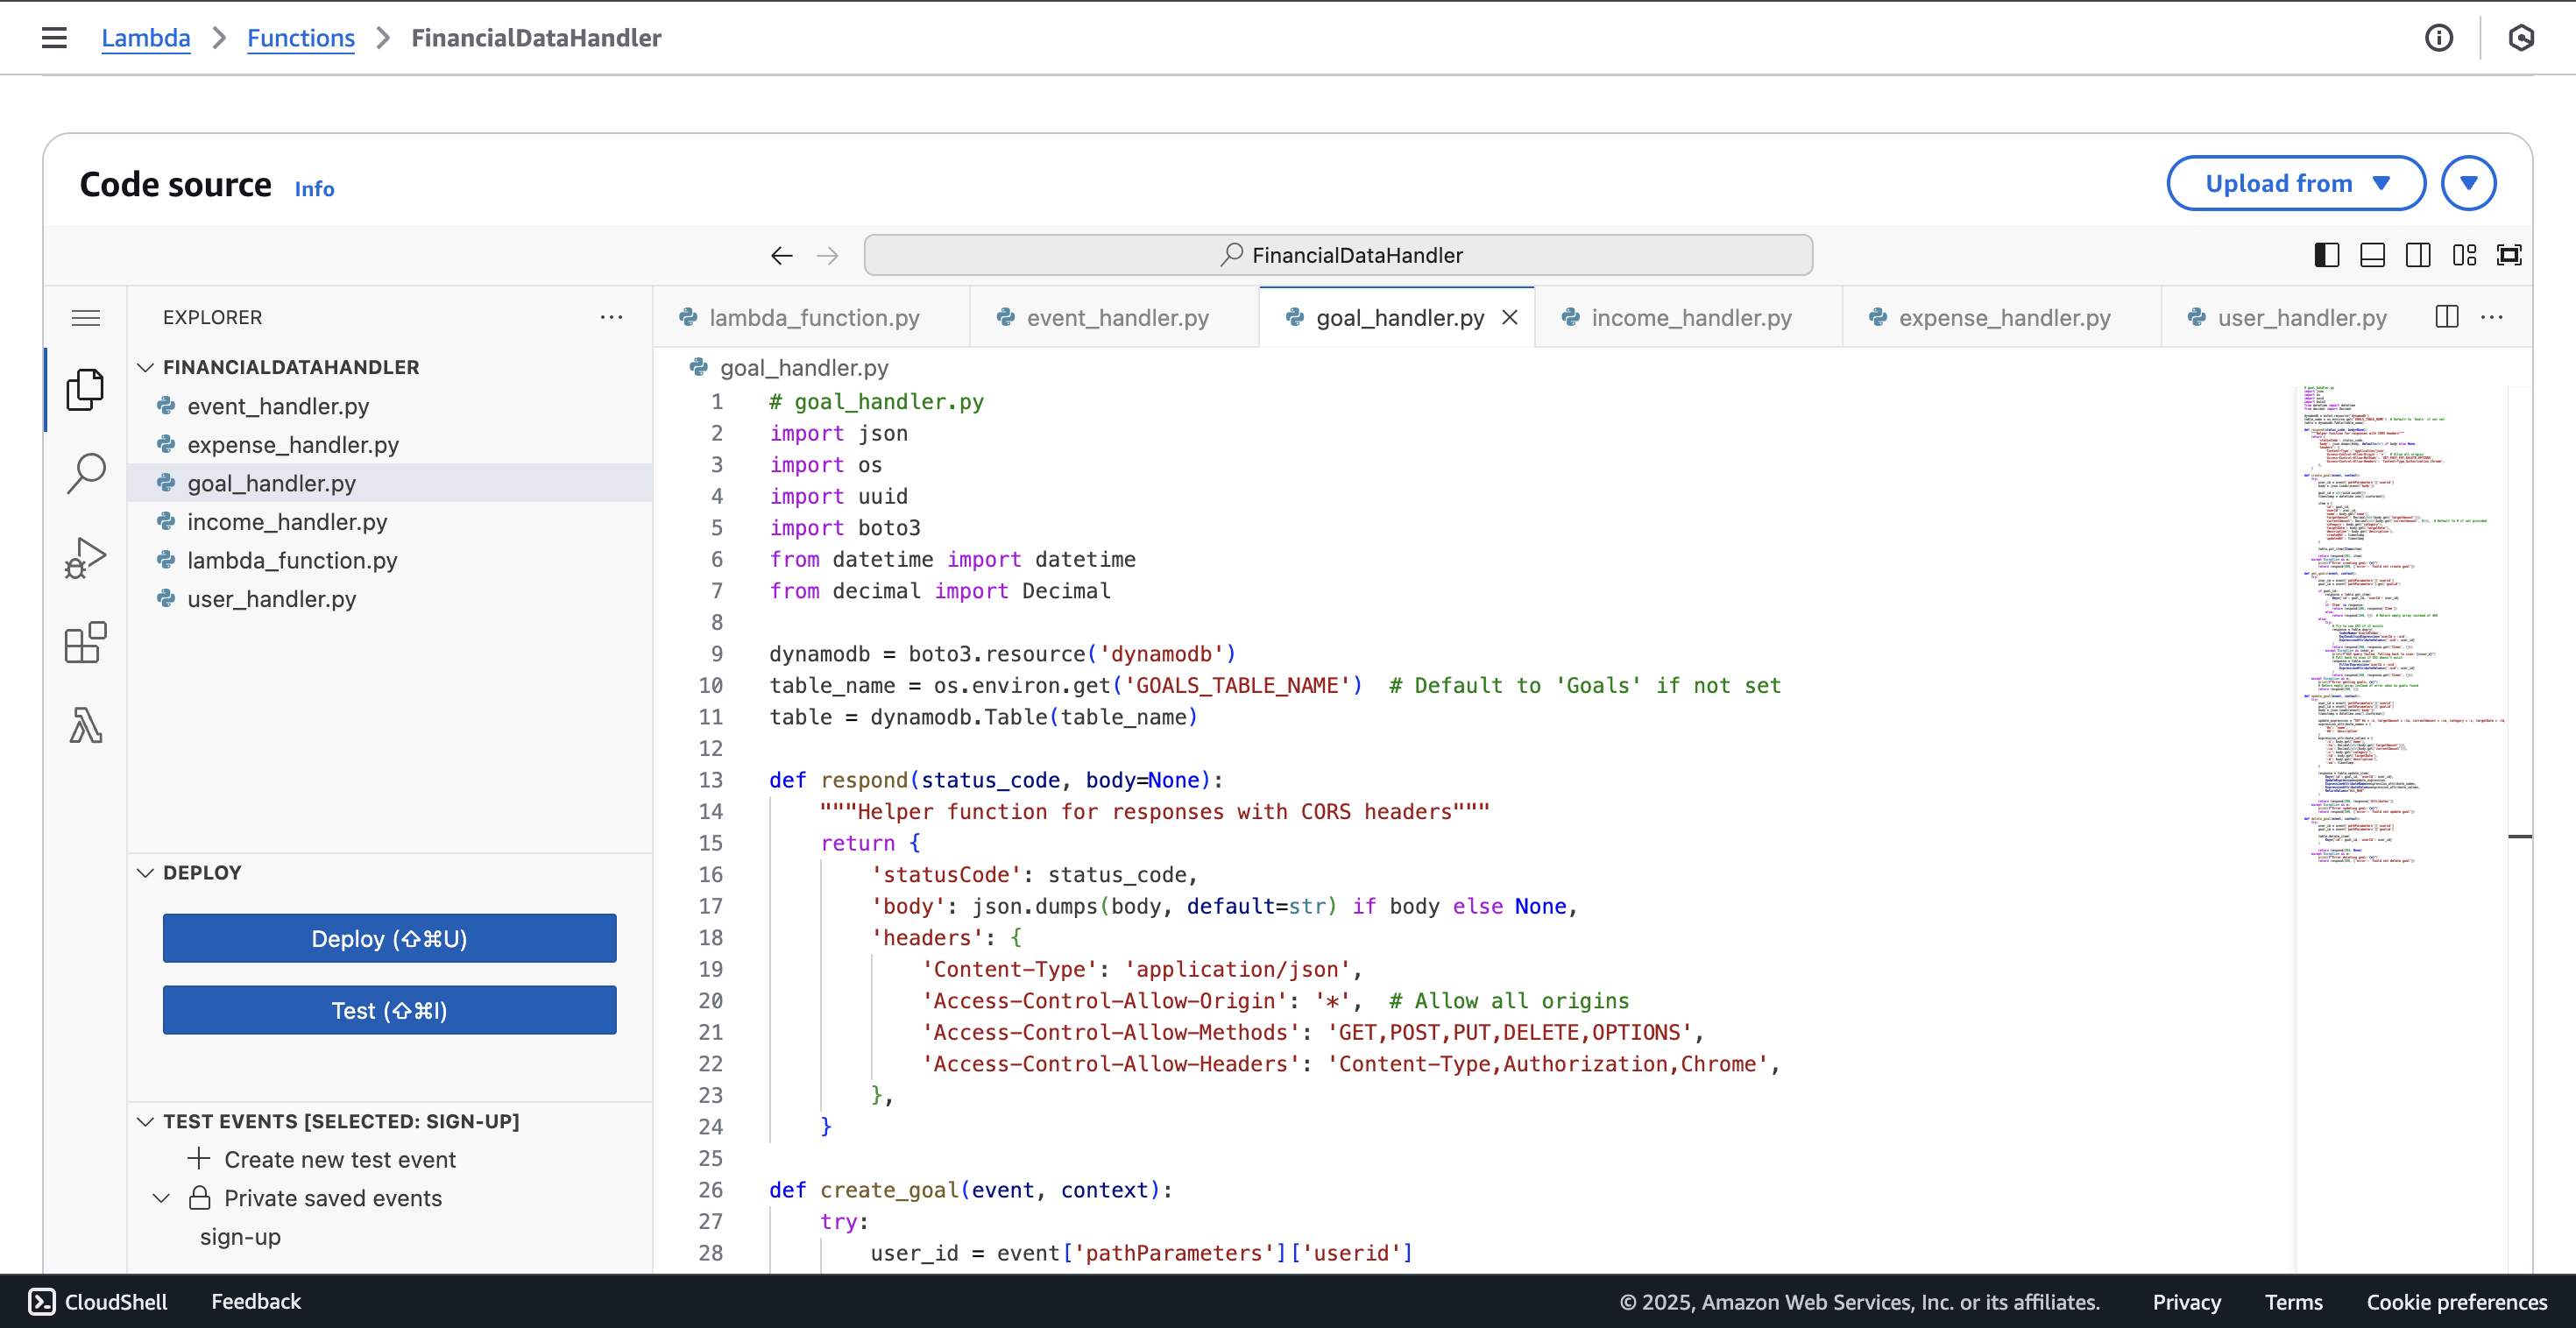 Lambda > Functions > FinancialDataHandler
Code source Info
Upload from
FinancialDataHandler
EXPLORER
lambda_function.py
event_handler.py
goal_handler.py
income_handler.py
expense_handler.py
user_handler.py
FINANCIALDATAHANDLER
event_handler.py
expense_handler.py
goal_handler.py
income_handler.py
lambda_function.py
user_handler.py
DEPLOY
Deploy (⇧⌘U)
Test (⇧⌘I)
TEST EVENTS [SELECTED: SIGN-UP]
Create new test event
Private saved events
sign-up
goal_handler.py
1 # goal_handler.py
2 import json
3 import os
4 import uuid
5 import boto3
6 from datetime import datetime
7 from decimal import Decimal
8
9 dynamodb = boto3.resource('dynamodb')
10 table_name = os.environ.get('GOALS_TABLE_NAME')  # Default to 'Goals' if not set
11 table = dynamodb.Table(table_name)
12
13 def respond(status_code, body=None):
14     """Helper function for responses with CORS headers"""
15     return {
16         'statusCode': status_code,
17         'body': json.dumps(body, default=str) if body else None,
18         'headers': {
19             'Content-Type': 'application/json',
20             'Access-Control-Allow-Origin': '*',  # Allow all origins
21             'Access-Control-Allow-Methods': 'GET,POST,PUT,DELETE,OPTIONS',
22             'Access-Control-Allow-Headers': 'Content-Type,Authorization,Chrome',
23         },
24     }
25
26 def create_goal(event, context):
27     try:
28         user_id = event['pathParameters']['userid']
CloudShell Feedback
© 2025, Amazon Web Services, Inc. or its affiliates. Privacy Terms Cookie preferences